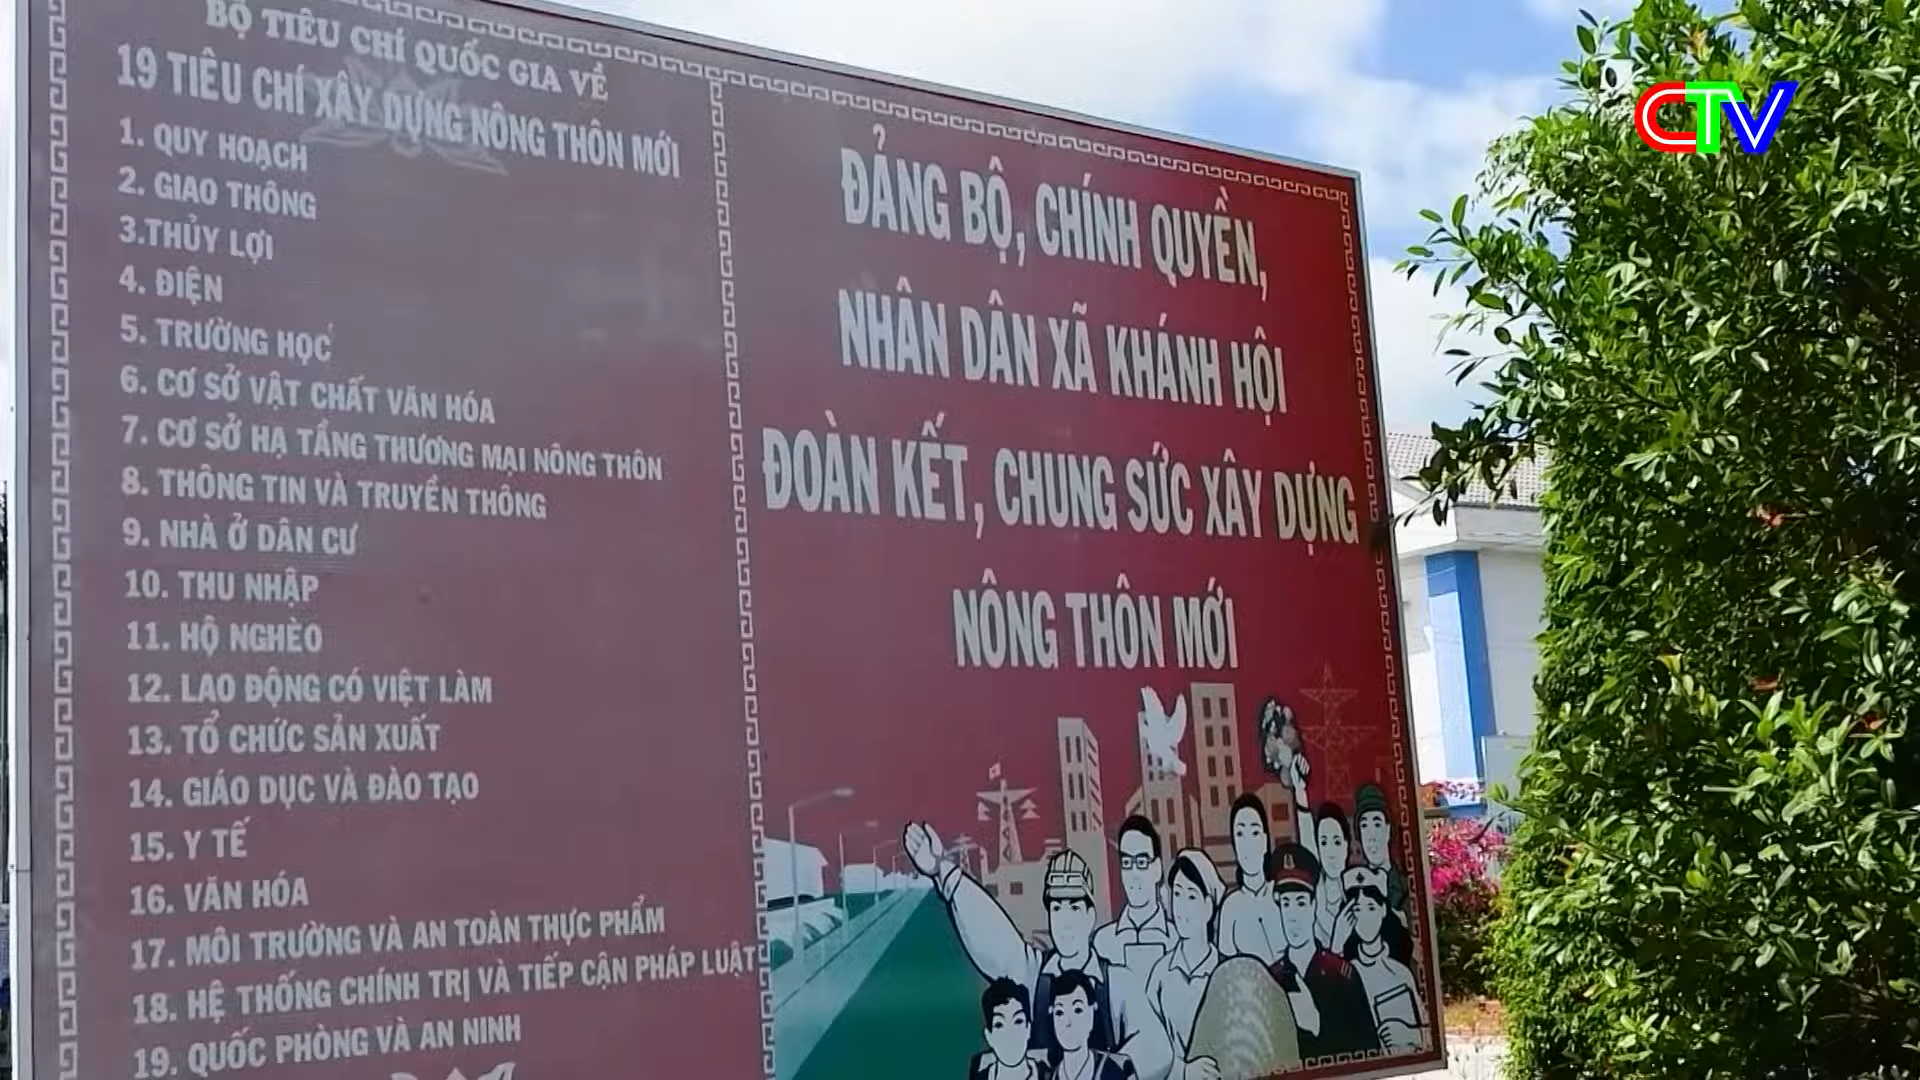 BỘ TIÊU CHÍ QUỐC GIA VỀ
19 TIÊU CHÍ XÂY DỰNG NÔNG THÔN MỚI
1. QUY HOẠCH
2. GIAO THÔNG
3.THỦY LỢI
4. ĐIỆN
5. TRƯỜNG HỌC
6. CƠ SỞ VẬT CHẤT VĂN HÓA
7. CƠ SỞ HẠ TẦNG THƯƠNG MẠI NÔNG THÔN
8. THÔNG TIN VÀ TRUYỀN THÔNG
9. NHÀ Ở DÂN CƯ
10. THU NHẬP
11. HỘ NGHÈO
12. LAO ĐỘNG CÓ VIỆT LÀM
13. TỔ CHỨC SẢN XUẤT
14. GIÁO DỤC VÀ ĐÀO TẠO
15. Y TẾ
16. VĂN HÓA
17. MÔI TRƯỜNG VÀ AN TOÀN THỰC PHẨM
18. HỆ THỐNG CHÍNH TRỊ VÀ TIẾP CẬN PHÁP LUẬT
19. QUỐC PHÒNG VÀ AN NINH
ĐẢNG BỘ, CHÍNH QUYỀN,
NHÂN DÂN XÃ KHÁNH HỘI
ĐOÀN KẾT, CHUNG SỨC XÂY DỰNG
NÔNG THÔN MỚI
CTV